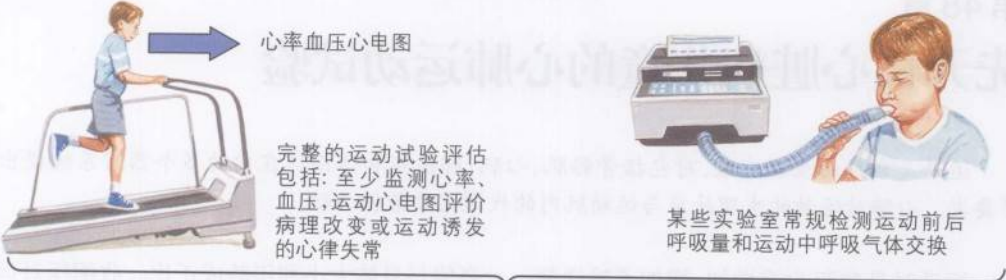 心率血压心电图
完整的运动试验评估
包括：至少监测心率、
血压，运动心电图评价
病理改变或运动诱发
的心律失常
某些实验室常规检测运动前后
呼吸量和运动中呼吸气体交换